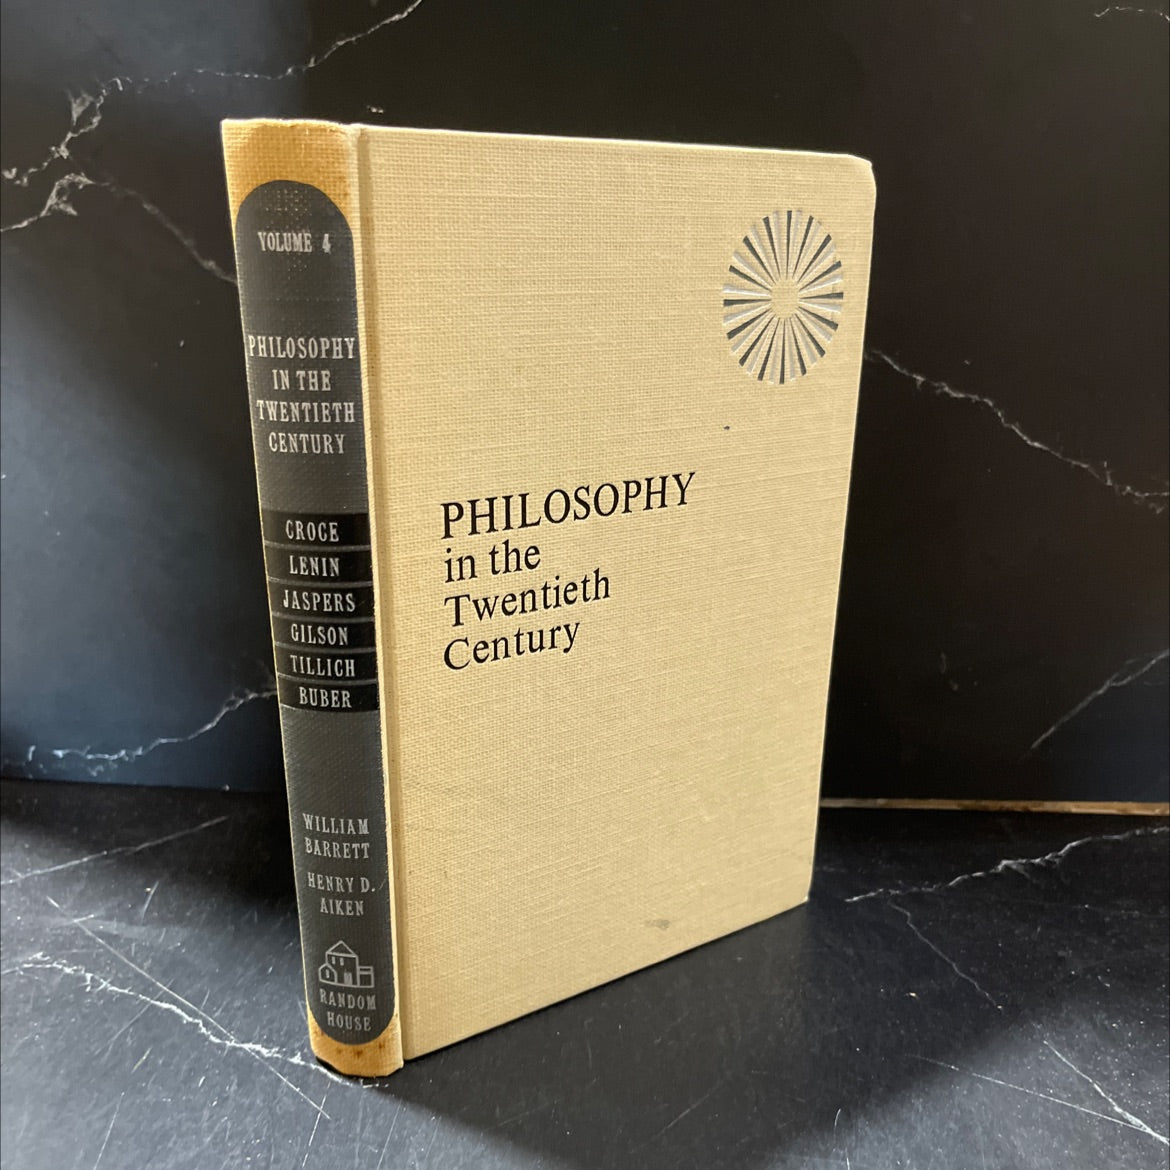 VOLUME 4
PHILOSOPHY
IN THE
TWENTIETH
CENTURY
CROCE
LENIN
JASPERS
GILSON
TILLICH
BUBER
WILLIAM
BARRETT
HENRY D.
AIKEN
RANDOM
HOUSE
PHILOSOPHY
in the
Twentieth
Century